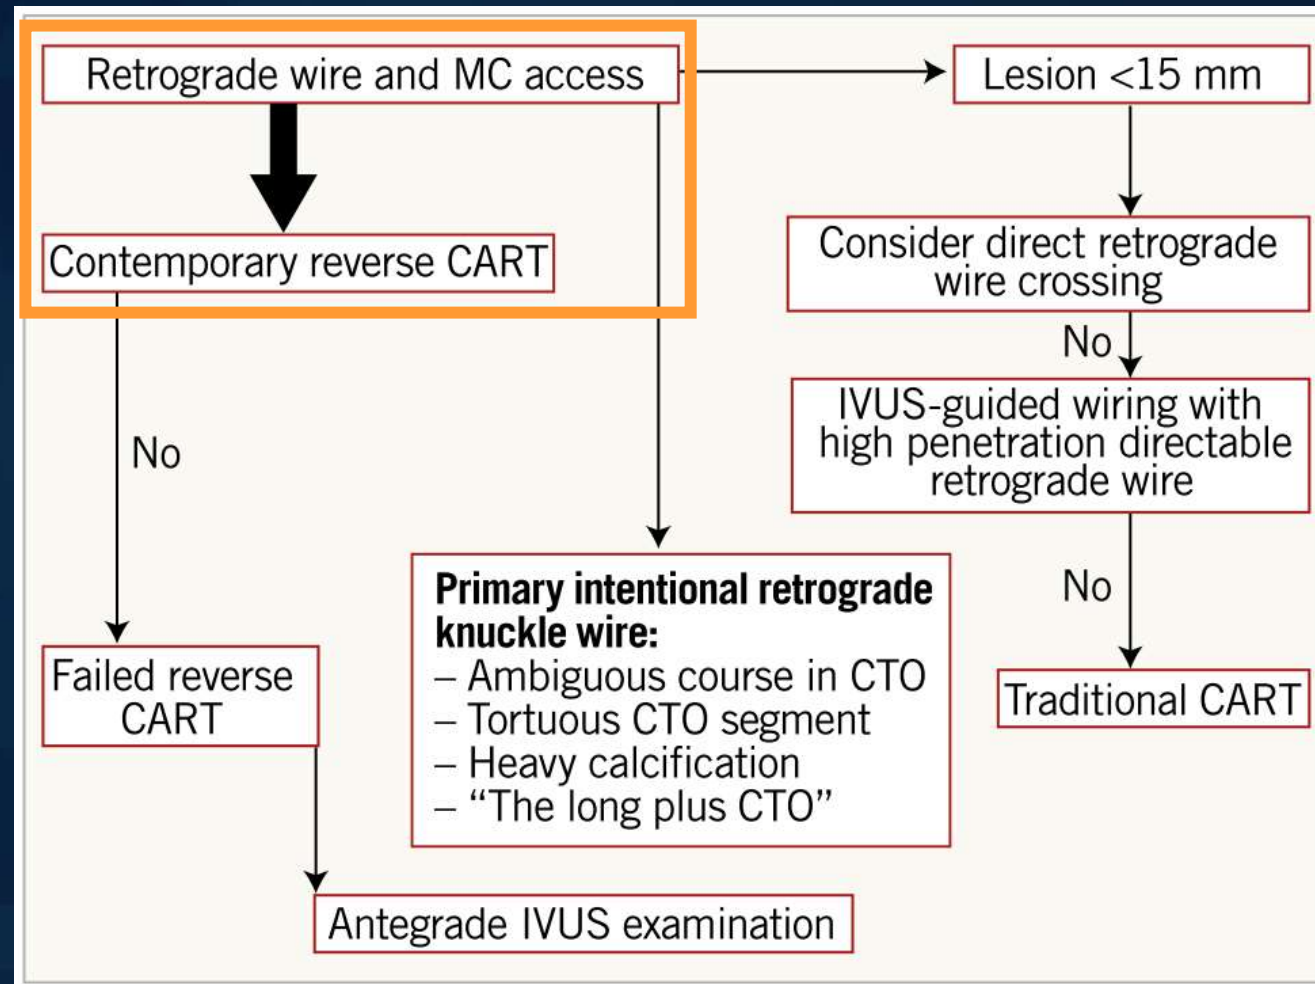 Retrograde wire and MC access
Lesion <15 mm
Contemporary reverse CART
Consider direct retrograde
wire crossing
No
IVUS-guided wiring with
high penetration directable
retrograde wire
No
No
Primary intentional retrograde
knuckle wire:
– Ambiguous course in CTO
– Tortuous CTO segment
– Heavy calcification
– “The long plus CTO”
Failed reverse
CART
Traditional CART
Antegrade IVUS examination